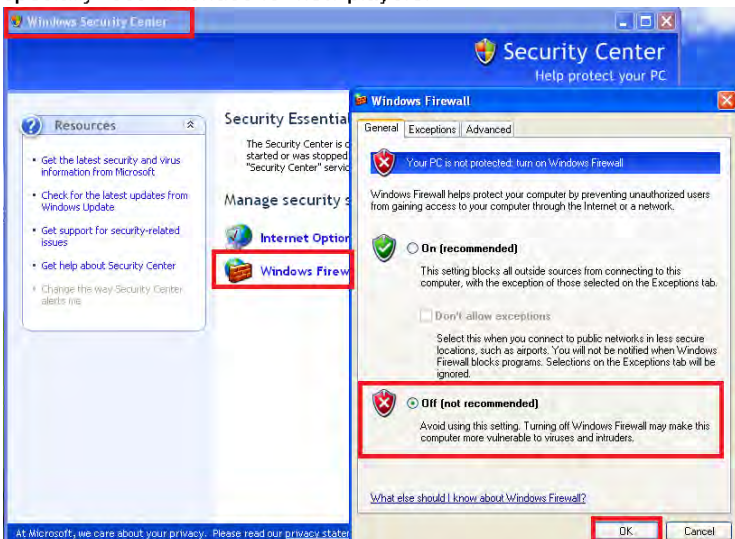 Windows Security Center
Security Center
Help protect your PC
Resources
Get the latest security and virus
information from Microsoft
Check for the latest updates from
Windows Update
Get support for security-related
issues
Get help about Security Center
Change the way Security Center
alerts me
Security Essential
The Security Center is c
started or was stopped
"Security Center" servic
Manage security s
Internet Option
Windows Firew
At Microsoft, we care about your privacy. Please read our privacy stater
Windows Firewall
General Exceptions Advanced
Your PC is not protected: turn on Windows Firewall
Windows Firewall helps protect your computer by preventing unauthorized users
from gaining access to your computer through the Internet or a network.
On (recommended)
This setting blocks all outside sources from connecting to this
computer, with the exception of those selected on the Exceptions tab.
Don't allow exceptions
Select this when you connect to public networks in less secure
locations, such as airports. You will not be notified when Windows
Firewall blocks programs. Selections on the Exceptions tab will be
ignored.
Off (not recommended)
Avoid using this setting. Turning off Windows Firewall may make this
computer more vulnerable to viruses and intruders.
What else should I know about Windows Firewall?
OK Cancel